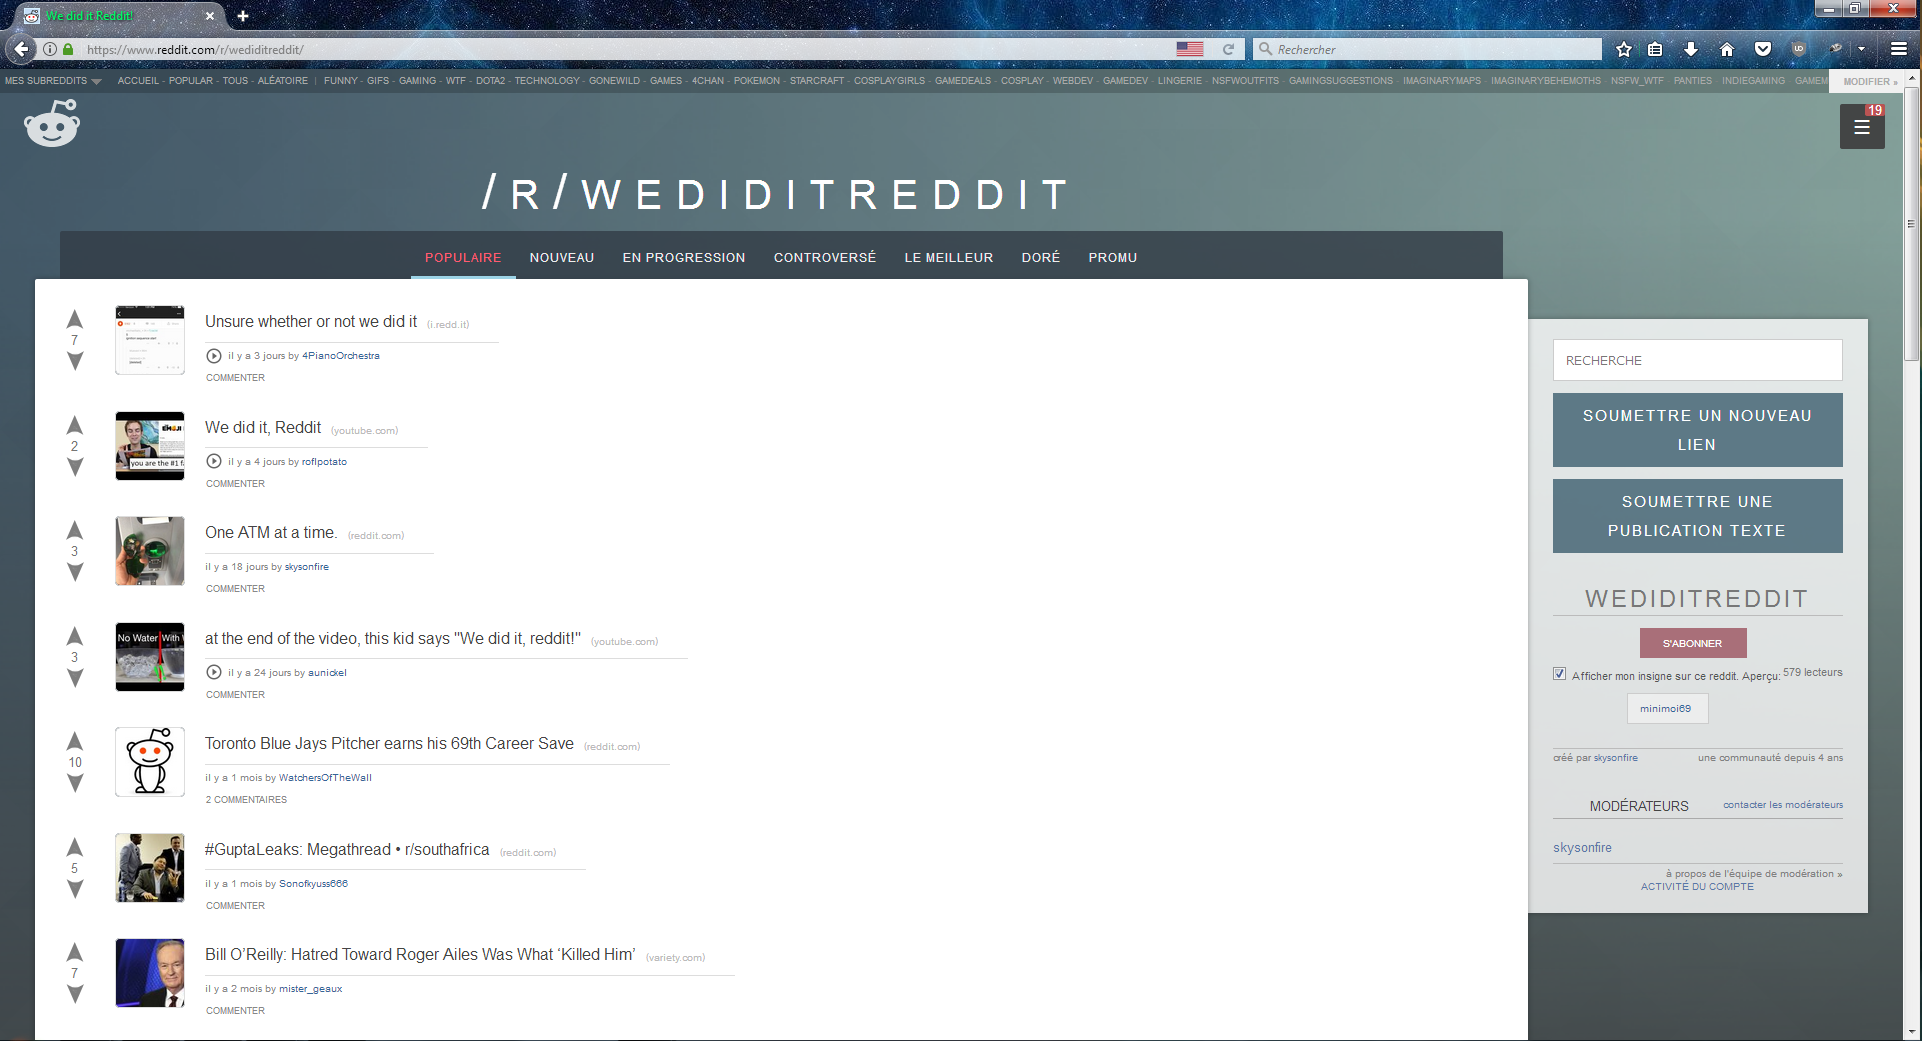 We did it Reddit!
https://www.reddit.com/r/wediditreddit/
Rechercher
MES SUBREDDITS ACCUEIL - POPULAR - TOUS - ALÉATOIRE | FUNNY - GIFS - GAMING - WTF - DOTA2 - TECHNOLOGY - GONEWILD - GAMES - 4CHAN - POKEMON - STARCRAFT - COSPLAYGIRLS - GAMEDEALS - COSPLAY - WEBDEV - GAMEDEV - LINGERIE - NSFWOUTFITS - GAMINGSUGGESTIONS - IMAGINARYMAPS - IMAGINARYBEHEMOTHS - NSFW_WTF - PANTIES - INDIEGAMING - GAMEM MODIFIER »
19
/R/WEDIDITREDDIT
POPULAIRE NOUVEAU EN PROGRESSION CONTROVERSÉ LE MEILLEUR DORÉ PROMU
7
Unsure whether or not we did it (i.redd.it)
il y a 3 jours by 4PianoOrchestra
COMMENTER
2
We did it, Reddit (youtube.com)
il y a 4 jours by roflpotato
COMMENTER
you are the #1 f
3
One ATM at a time. (reddit.com)
il y a 18 jours by skysonfire
COMMENTER
3
No Water With
at the end of the video, this kid says "We did it, reddit!" (youtube.com)
il y a 24 jours by aunickel
COMMENTER
10
Toronto Blue Jays Pitcher earns his 69th Career Save (reddit.com)
il y a 1 mois by WatchersOfTheWall
2 COMMENTAIRES
5
#GuptaLeaks: Megathread • r/southafrica (reddit.com)
il y a 1 mois by Sonofkyuss666
COMMENTER
7
Bill O’Reilly: Hatred Toward Roger Ailes Was What ‘Killed Him’ (variety.com)
il y a 2 mois by mister_geaux
COMMENTER
RECHERCHE
SOUMETTRE UN NOUVEAU
LIEN
SOUMETTRE UNE
PUBLICATION TEXTE
WEDIDITREDDIT
S'ABONNER
Afficher mon insigne sur ce reddit. Aperçu: 579 lecteurs
minimoi69
créé par skysonfire une communauté depuis 4 ans
MODÉRATEURS contacter les modérateurs
skysonfire
à propos de l'équipe de modération »
ACTIVITÉ DU COMPTE